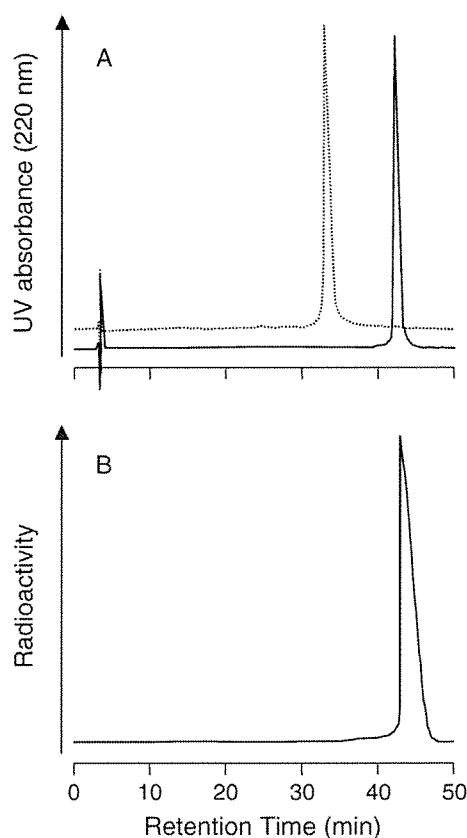 A
UV absorbance (220 nm)
B
Radioactivity
0 10 20 30 40 50
Retention Time (min)